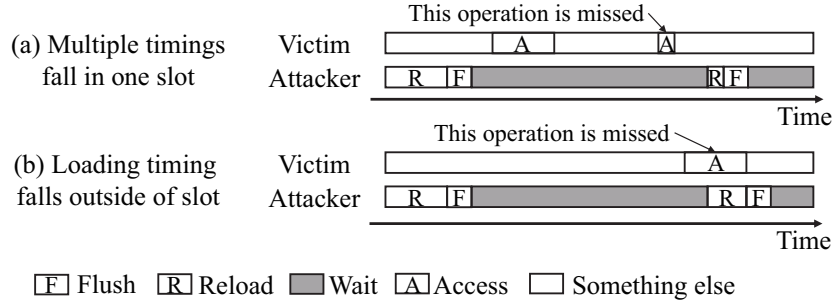 This operation is missed
(a) Multiple timings
fall in one slot
Victim
A
A
Attacker
R
F
R
F
Time
This operation is missed
(b) Loading timing
falls outside of slot
Victim
A
Attacker
R
F
R
F
Time
F Flush R Reload Wait A Access Something else